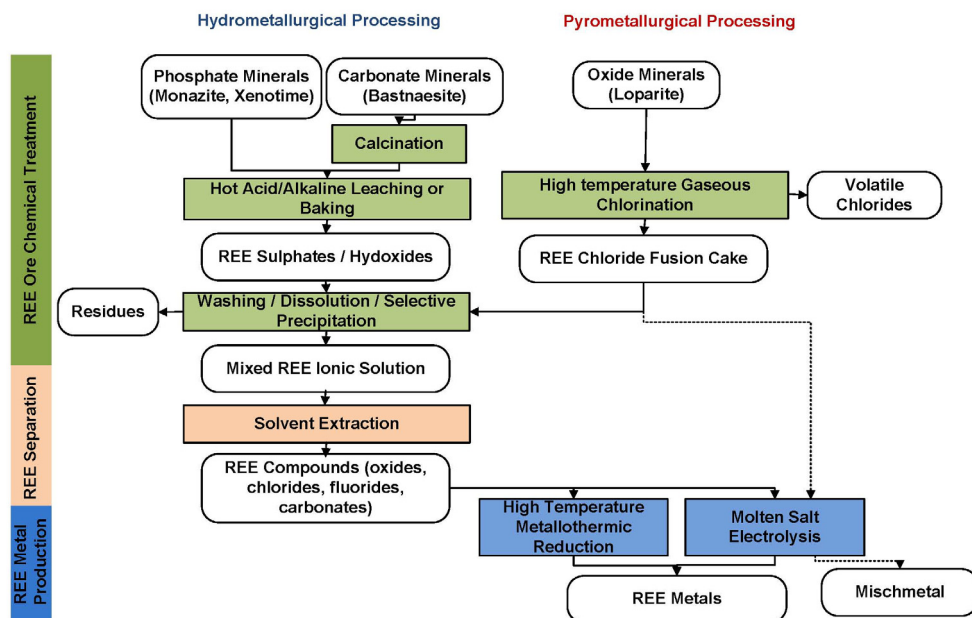 Hydrometallurgical Processing
Pyrometallurgical Processing
REE Ore Chemical Treatment
Phosphate Minerals
(Monazite, Xenotime)
Carbonate Minerals
(Bastnaesite)
Oxide Minerals
(Loparite)
Calcination
Hot Acid/Alkaline Leaching or
Baking
High temperature Gaseous
Chlorination
Volatile
Chlorides
REE Sulphates / Hydoxides
REE Chloride Fusion Cake
Residues
Washing / Dissolution / Selective
Precipitation
Mixed REE Ionic Solution
REE Separation
Solvent Extraction
REE Compounds (oxides,
chlorides, fluorides,
carbonates)
REE Metal
Production
High Temperature
Metallothermic
Reduction
Molten Salt
Electrolysis
REE Metals
Mischmetal